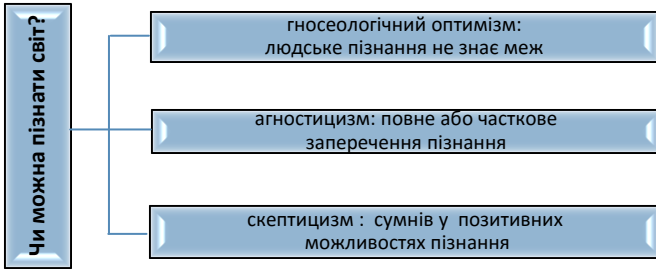 Чи можна пізнати світ?
гносеологічний оптимізм:
людське пізнання не знає меж
агностицизм: повне або часткове
заперечення пізнання
скептицизм : сумнів у позитивних
можливостях пізнання